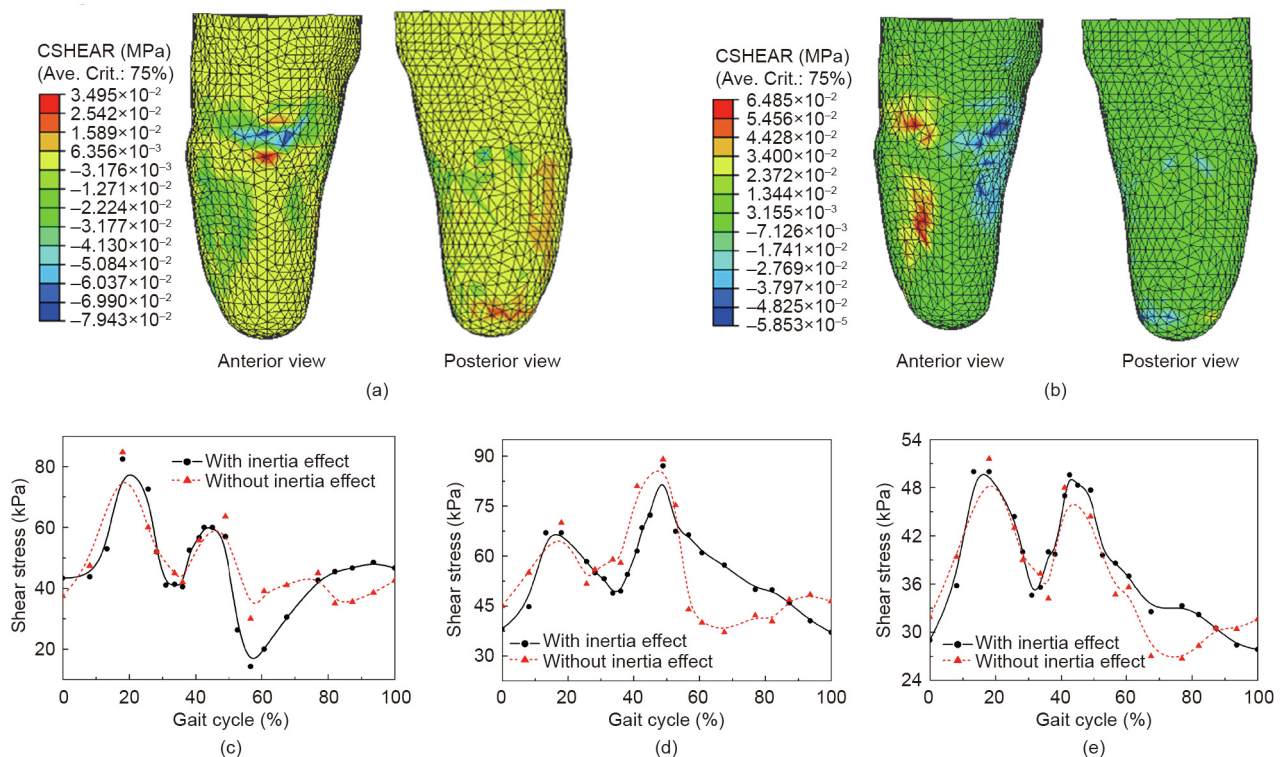 CSHEAR (MPa)
(Ave. Crit.: 75%)
3.495×10⁻²
2.542×10⁻²
1.589×10⁻²
6.356×10⁻³
–3.176×10⁻³
–1.271×10⁻²
–2.224×10⁻²
–3.177×10⁻²
–4.130×10⁻²
–5.084×10⁻²
–6.037×10⁻²
–6.990×10⁻²
–7.943×10⁻²
Anterior view
Posterior view
(a)
CSHEAR (MPa)
(Ave. Crit.: 75%)
6.485×10⁻²
5.456×10⁻²
4.428×10⁻²
3.400×10⁻²
2.372×10⁻²
1.344×10⁻²
3.155×10⁻³
–7.126×10⁻³
–1.741×10⁻²
–2.769×10⁻²
–3.797×10⁻²
–4.825×10⁻²
–5.853×10⁻⁵
Anterior view
Posterior view
(b)
Shear stress (kPa)
80
60
40
20
With inertia effect
Without inertia effect
0 20 40 60 80 100
Gait cycle (%)
(c)
Shear stress (kPa)
90
75
60
45
30
With inertia effect
Without inertia effect
0 20 40 60 80 100
Gait cycle (%)
(d)
Shear stress (kPa)
54
48
42
36
30
24
With inertia effect
Without inertia effect
0 20 40 60 80 100
Gait cycle (%)
(e)